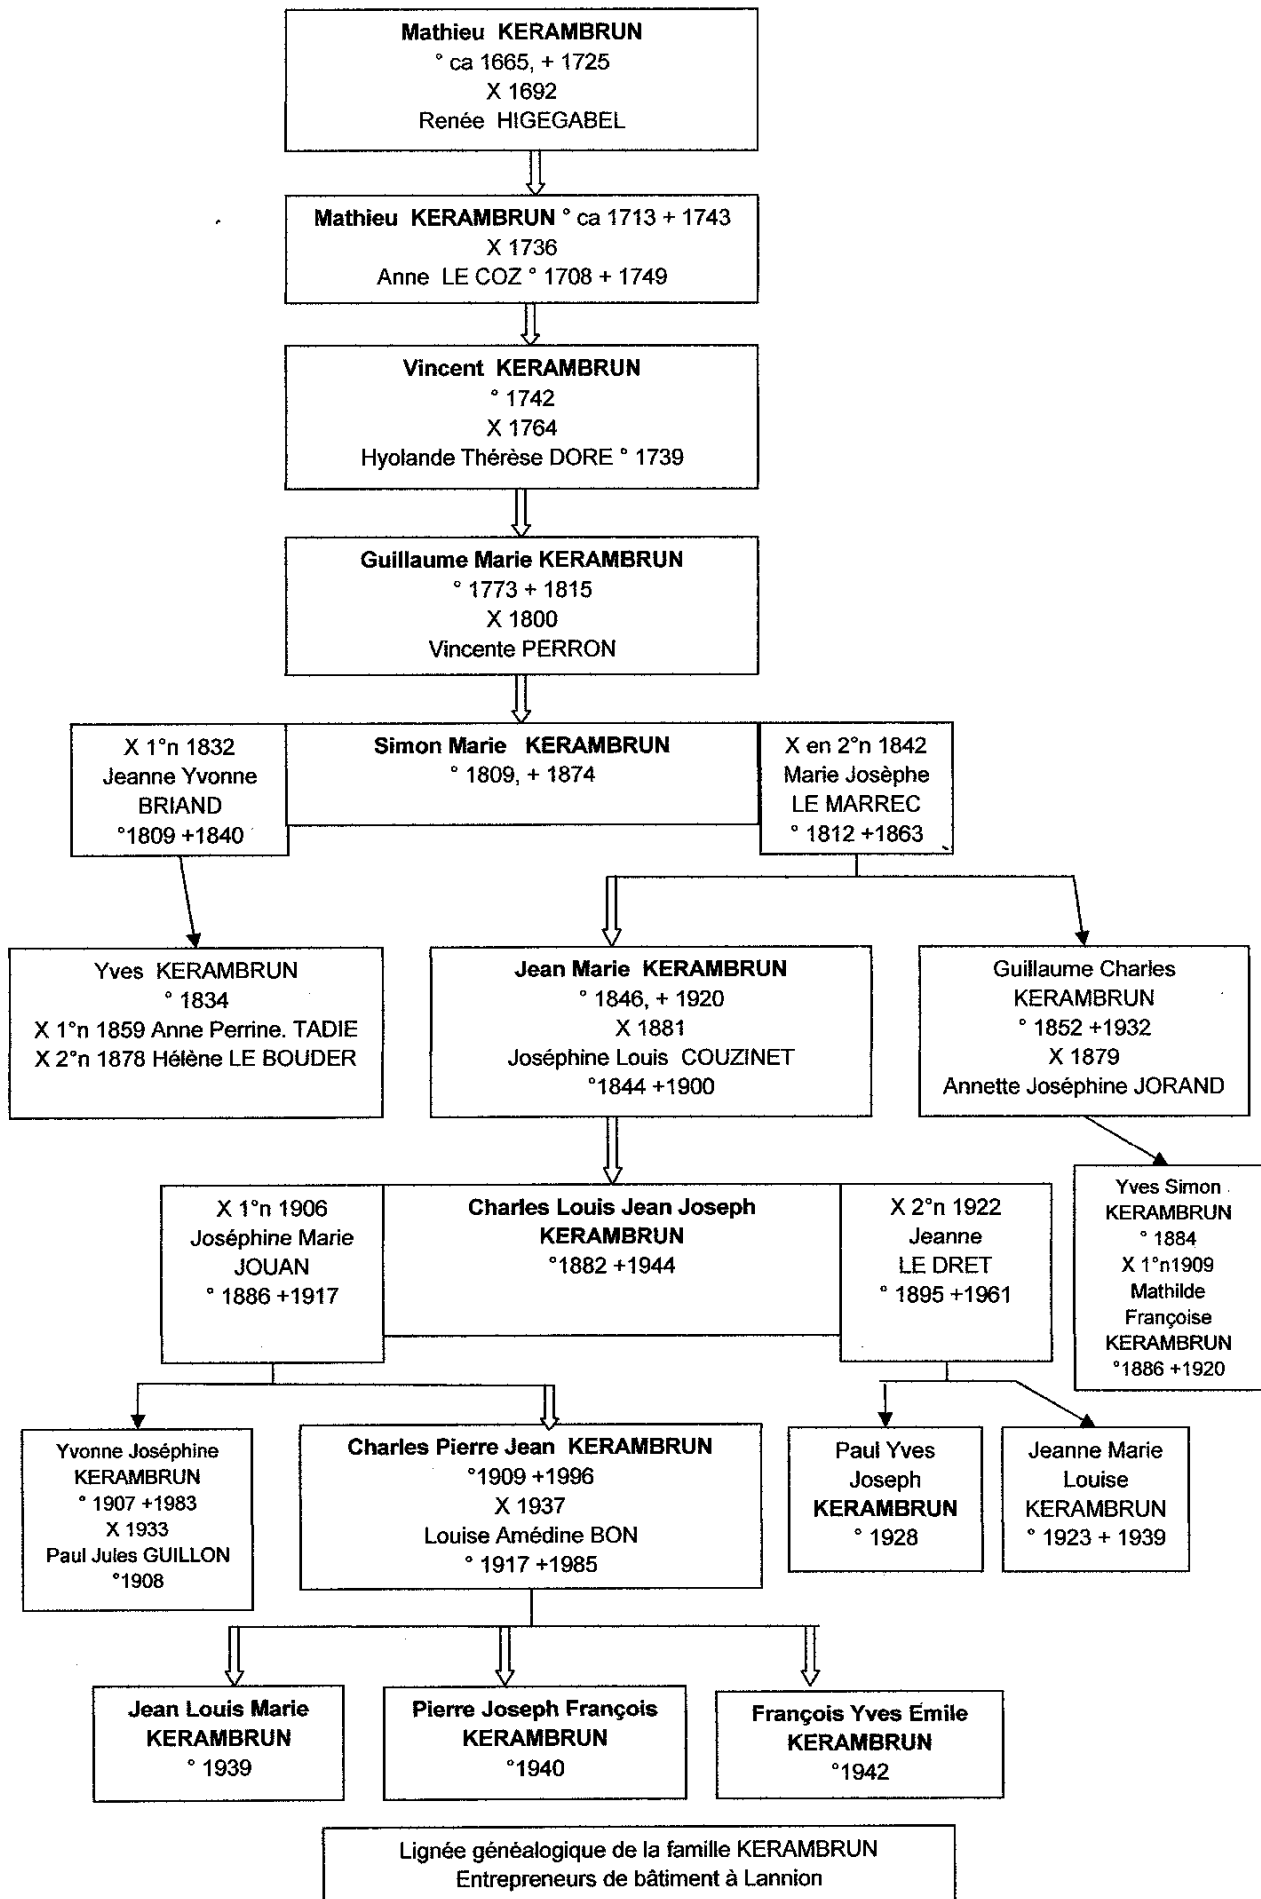 Mathieu KERAMBRUN
° ca 1665, + 1725
X 1692
Renée HIGEGABEL
Mathieu KERAMBRUN ° ca 1713 + 1743
X 1736
Anne LE COZ ° 1708 + 1749
Vincent KERAMBRUN
° 1742
X 1764
Hyolande Thérèse DORE ° 1739
Guillaume Marie KERAMBRUN
° 1773 + 1815
X 1800
Vincente PERRON
X 1°n 1832
Jeanne Yvonne
BRIAND
°1809 +1840
Simon Marie KERAMBRUN
° 1809, + 1874
X en 2°n 1842
Marie Josèphe
LE MARREC
° 1812 +1863
Yves KERAMBRUN
° 1834
X 1°n 1859 Anne Perrine. TADIE
X 2°n 1878 Hélène LE BOUDER
Jean Marie KERAMBRUN
° 1846, + 1920
X 1881
Joséphine Louis COUZINET
°1844 +1900
Guillaume Charles
KERAMBRUN
° 1852 +1932
X 1879
Annette Joséphine JORAND
X 1°n 1906
Joséphine Marie
JOUAN
° 1886 +1917
Charles Louis Jean Joseph
KERAMBRUN
°1882 +1944
X 2°n 1922
Jeanne
LE DRET
° 1895 +1961
Yves Simon
KERAMBRUN
° 1884
X 1°n1909
Mathilde
Françoise
KERAMBRUN
°1886 +1920
Yvonne Joséphine
KERAMBRUN
° 1907 +1983
X 1933
Paul Jules GUILLON
°1908
Charles Pierre Jean KERAMBRUN
°1909 +1996
X 1937
Louise Amédine BON
° 1917 +1985
Paul Yves
Joseph
KERAMBRUN
° 1928
Jeanne Marie
Louise
KERAMBRUN
° 1923 + 1939
Jean Louis Marie
KERAMBRUN
° 1939
Pierre Joseph François
KERAMBRUN
°1940
François Yves Emile
KERAMBRUN
°1942
Lignée généalogique de la famille KERAMBRUN
Entrepreneurs de bâtiment à Lannion